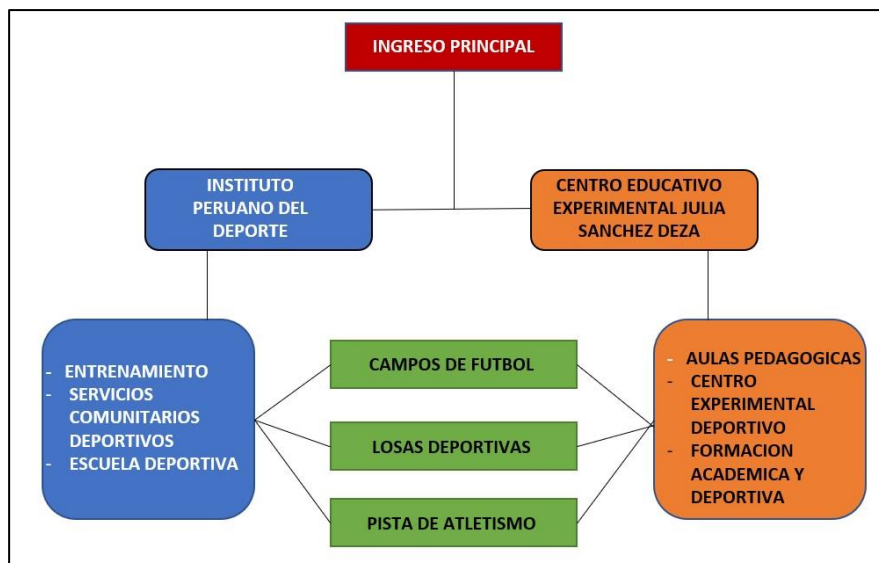 INGRESO PRINCIPAL
INSTITUTO
PERUANO DEL
DEPORTE
CENTRO EDUCATIVO
EXPERIMENTAL JULIA
SANCHEZ DEZA
- ENTRENAMIENTO
- SERVICIOS
COMUNITARIOS
DEPORTIVOS
- ESCUELA DEPORTIVA
CAMPOS DE FUTBOL
LOSAS DEPORTIVAS
PISTA DE ATLETISMO
- AULAS PEDAGOGICAS
- CENTRO
EXPERIMENTAL
DEPORTIVO
- FORMACION
ACADEMICA Y
DEPORTIVA